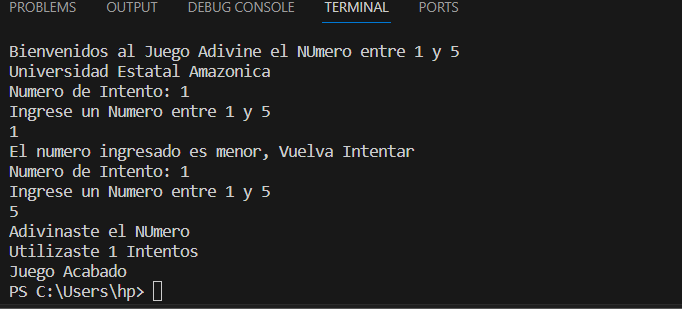 PROBLEMS OUTPUT DEBUG CONSOLE TERMINAL PORTS
Bienvenidos al Juego Adivine el NUmero entre 1 y 5
Universidad Estatal Amazonica
Numero de Intento: 1
Ingrese un Numero entre 1 y 5
1
El numero ingresado es menor, Vuelva Intentar
Numero de Intento: 1
Ingrese un Numero entre 1 y 5
5
Adivinaste el NUmero
Utilizaste 1 Intentos
Juego Acabado
PS C:\Users\hp>